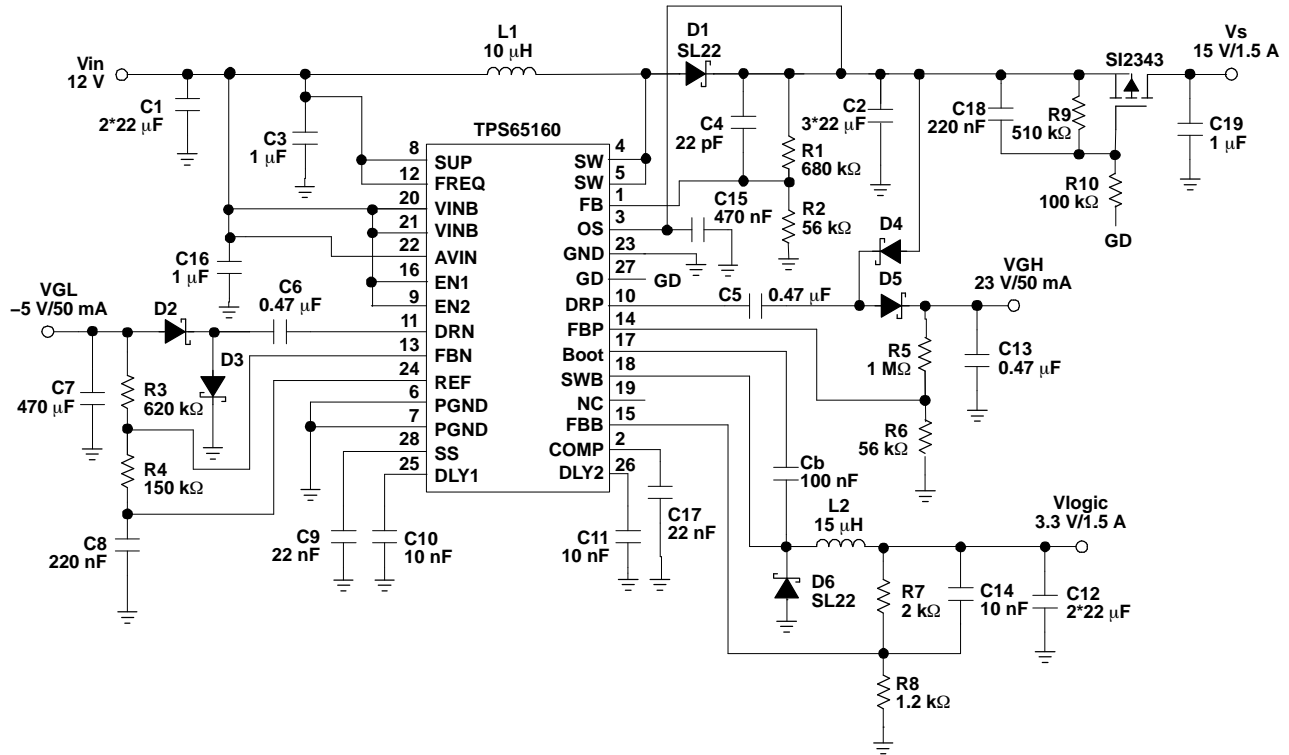 L1
10 μH
D1
SL22
Vs
15 V/1.5 A
Vin
12 V
SI2343
C1
2*22 μF
C3
1 μF
C4
22 pF
C2
3*22 μF
R1
680 kΩ
C18
220 nF
R9
510 kΩ
C19
1 μF
R10
100 kΩ
GD
TPS65160
8 SUP
12 FREQ
20 VINB
21 VINB
22 AVIN
16 EN1
9 EN2
11 DRN
13 FBN
24 REF
6 PGND
7 PGND
28 SS
25 DLY1
SW 4
SW 5
FB 1
OS 3
GND 23
GD 27
DRP 10
FBP 14
Boot 17
SWB 18
NC 19
FBB 15
COMP 2
DLY2 26
GD
C15
470 nF
R2
56 kΩ
D4
D5
C5
0.47 μF
VGH
23 V/50 mA
C16
1 μF
VGL
–5 V/50 mA
D2
C6
0.47 μF
D3
C7
470 μF
R3
620 kΩ
R4
150 kΩ
C8
220 nF
C9
22 nF
C10
10 nF
C11
10 nF
C17
22 nF
R5
1 MΩ
C13
0.47 μF
R6
56 kΩ
Cb
100 nF
L2
15 μH
Vlogic
3.3 V/1.5 A
D6
SL22
R7
2 kΩ
C14
10 nF
C12
2*22 μF
R8
1.2 kΩ